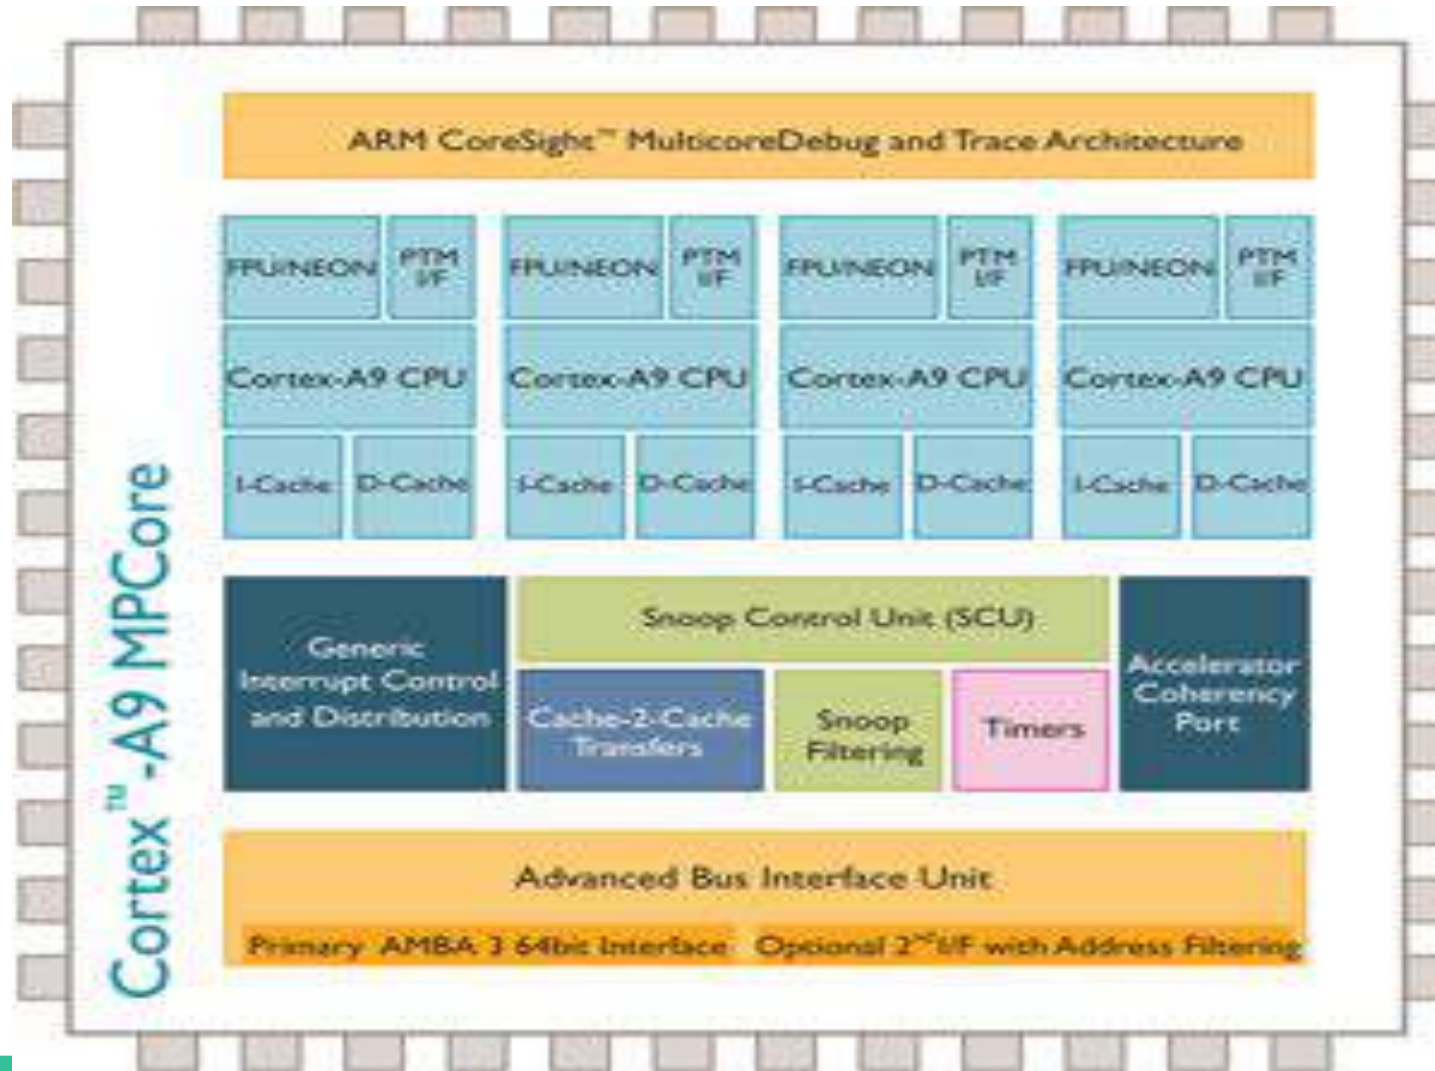 ARM CoreSight™ MulticoreDebug and Trace Architecture
FPU/NEON PTM I/F FPU/NEON PTM I/F FPU/NEON PTM I/F FPU/NEON PTM I/F
Cortex-A9 CPU Cortex-A9 CPU Cortex-A9 CPU Cortex-A9 CPU
I-Cache D-Cache I-Cache D-Cache I-Cache D-Cache I-Cache D-Cache
Cortex™-A9 MPCore
Generic
Interrupt Control
and Distribution
Snoop Control Unit (SCU)
Cache-2-Cache
Transfers
Snoop
Filtering
Timers
Accelerator
Coherency
Port
Advanced Bus Interface Unit
Primary AMBA 3 64bit Interface
Optional 2nd I/F with Address Filtering